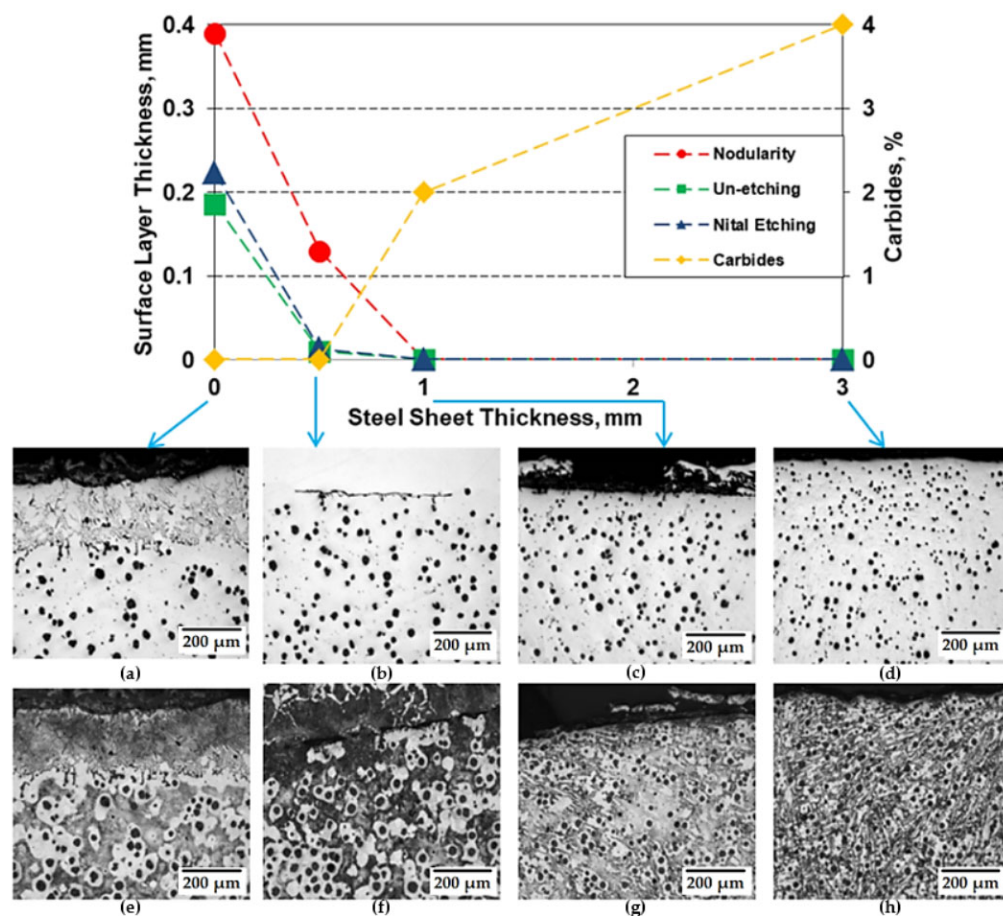 0.4
0.3
0.2
0.1
0
Surface Layer Thickness, mm
4
3
2
1
0
Carbides, %
Nodularity
Un-etching
Nital Etching
Carbides
0
1
2
3
Steel Sheet Thickness, mm
200 µm
200 µm
200 µm
200 µm
(a)
(b)
(c)
(d)
200 µm
200 µm
200 µm
200 µm
(e)
(f)
(g)
(h)